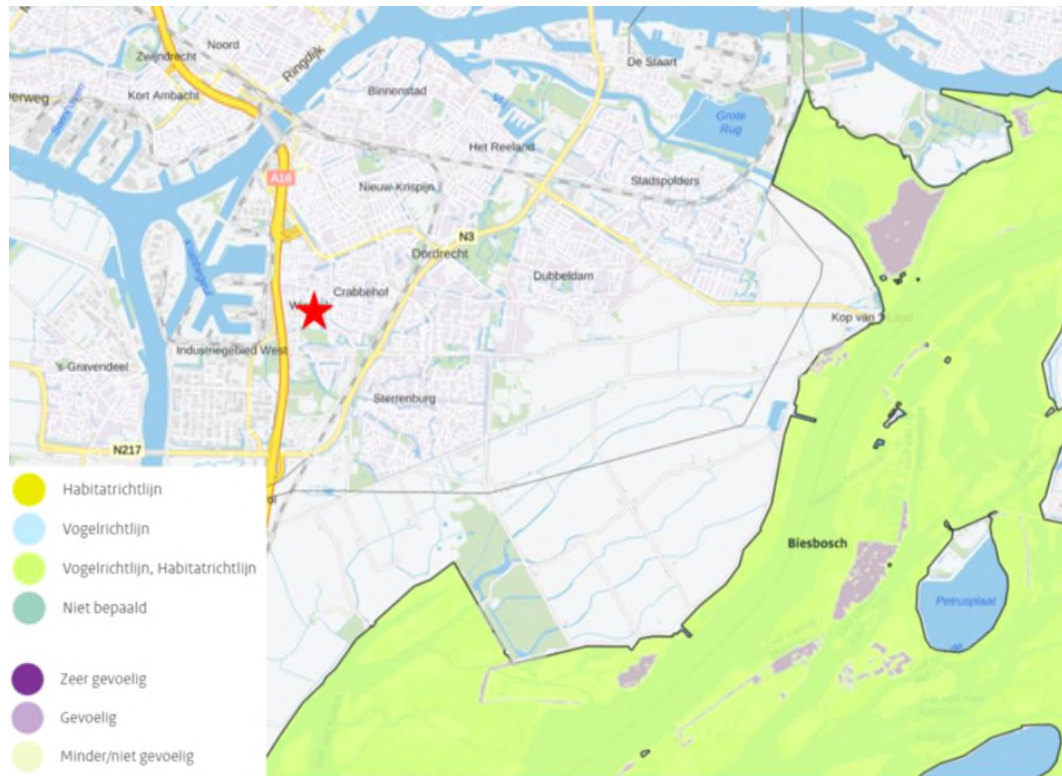 Noord
Zwijndrecht
Ringdijk
De Staart
Kort Ambacht
Binnenstad
erweg
Grote
Rug
Het Reeland
A16
Nieuw-Krispijn
Stadspolders
N3
Dordrecht
Dubbeldam
Crabbehof
Kop van
Industriegebied West
's-Gravendeel
Sterrenburg
N217
Habitatrichtlijn
Vogelrichtlijn
Biesbosch
Vogelrichtlijn, Habitatrichtlijn
Petrusplaat
Niet bepaald
Zeer gevoelig
Gevoelig
Minder/niet gevoelig